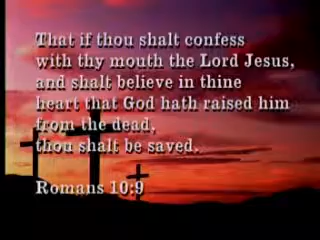 That if thou shalt confess
with thy mouth the Lord Jesus,
and shalt believe in thine
heart that God hath raised him
from the dead,
thou shalt be saved.
Romans 10:9